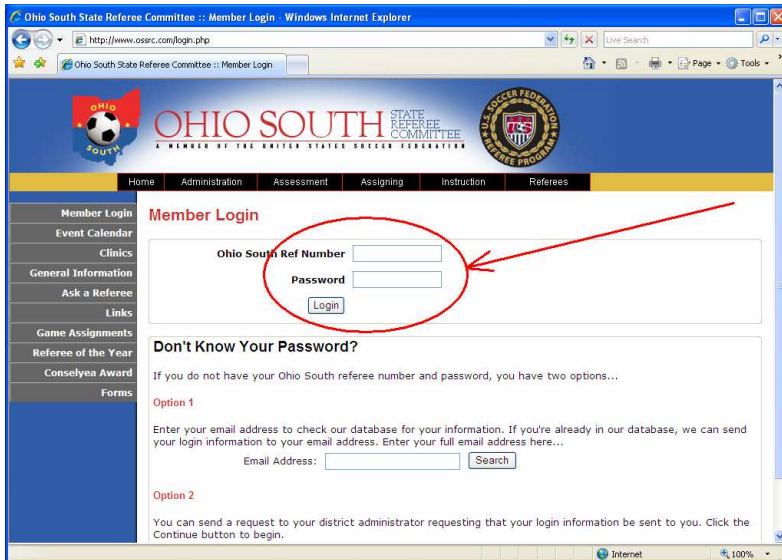 Ohio South State Referee Committee :: Member Login - Windows Internet Explorer
http://www.ossrc.com/login.php
Live Search
Ohio South State Referee Committee :: Member Login
Page
Tools
OHIO
SOUTH
OHIO SOUTH STATE REFEREE COMMITTEE
A MEMBER OF THE UNITED STATES SOCCER FEDERATION
U.S. SOCCER FEDERATION
REFEREE PROGRAM
Home Administration Assessment Assigning Instruction Referees
Member Login
Event Calendar
Clinics
General Information
Ask a Referee
Links
Game Assignments
Referee of the Year
Conselyea Award
Forms
Member Login
Ohio South Ref Number
Password
Login
Don't Know Your Password?
If you do not have your Ohio South referee number and password, you have two options...
Option 1
Enter your email address to check our database for your information. If you're already in our database, we can send
your login information to your email address. Enter your full email address here...
Email Address:
Search
Option 2
You can send a request to your district administrator requesting that your login information be sent to you. Click the
Continue button to begin.
Internet
100%